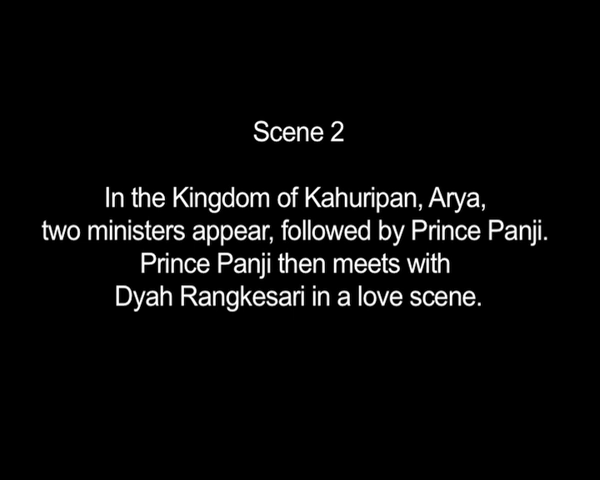 Scene 2
In the Kingdom of Kahuripan, Arya,
two ministers appear, followed by Prince Panji.
Prince Panji then meets with
Dyah Rangkesari in a love scene.